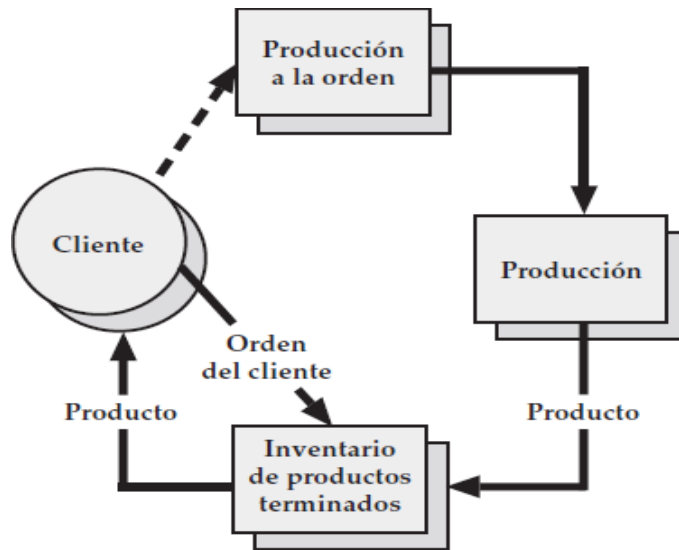 Producción
a la orden
Cliente
Producción
Orden
del cliente
Producto
Producto
Inventario
de productos
terminados